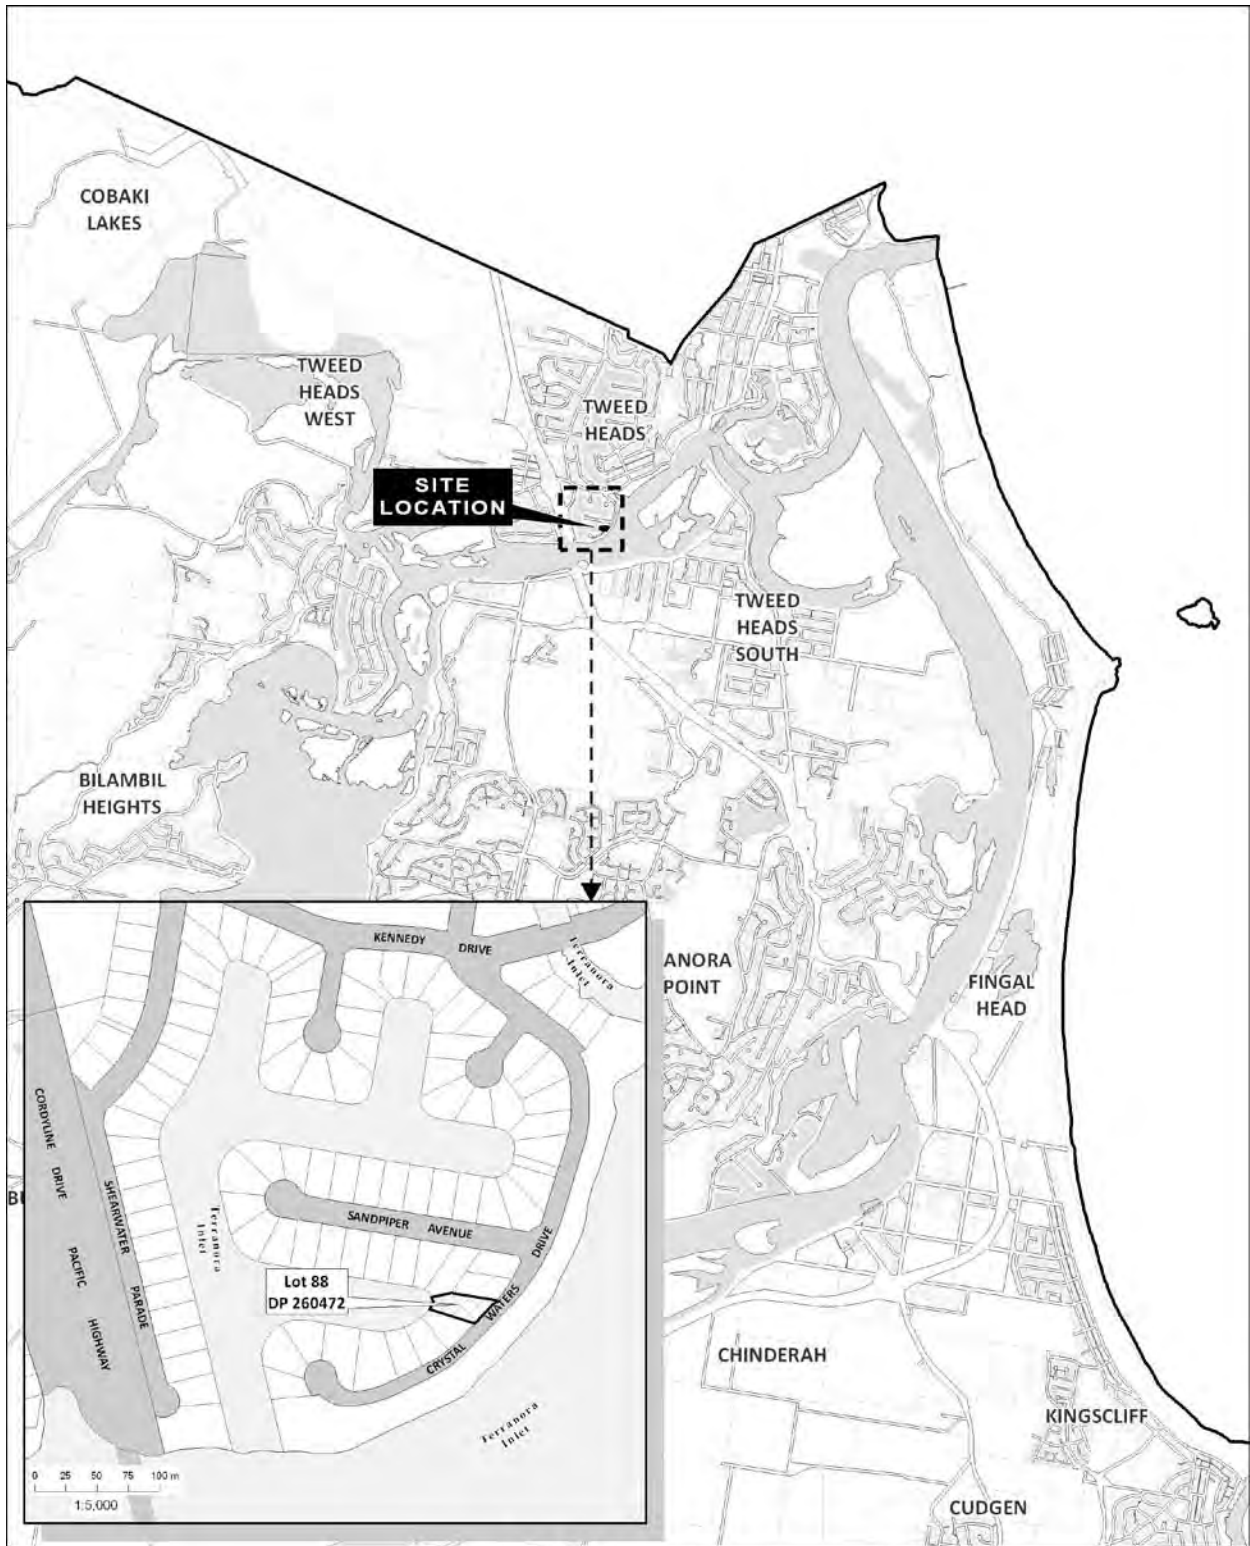 COBAKI
LAKES
TWEED
HEADS
WEST
TWEED
HEADS
SITE
LOCATION
TWEED
HEADS
SOUTH
BILAMBIL
HEIGHTS
ANORA
POINT
FINGAL
HEAD
KENNEDY DRIVE
Terranora
Inlet
CORDYLINE DRIVE
PACIFIC HIGHWAY
SHEARWATER PARADE
Terranora
Inlet
SANDPIPER AVENUE
Lot 88
DP 260472
CRYSTAL WATERS DRIVE
Terranora
Inlet
0 25 50 75 100 m
1:5,000
CHINDERAH
KINGSCLIFF
CUDGEN